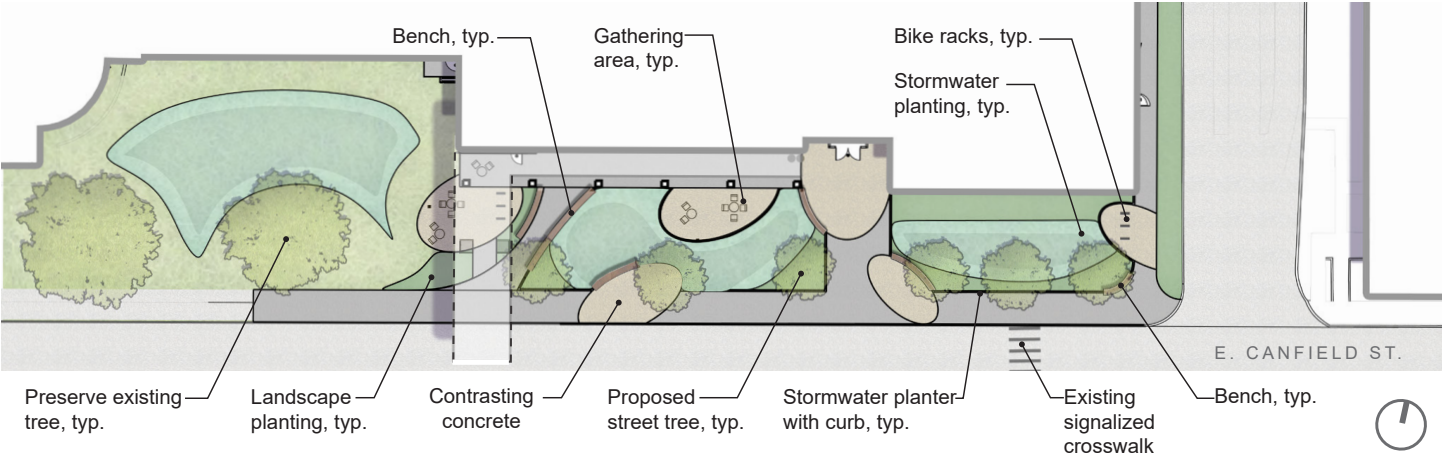 Bench, typ.
Gathering
area, typ.
Bike racks, typ.
Stormwater
planting, typ.
E. CANFIELD ST.
Preserve existing
tree, typ.
Landscape
planting, typ.
Contrasting
concrete
Proposed
street tree, typ.
Stormwater planter
with curb, typ.
Existing
signalized
crosswalk
Bench, typ.